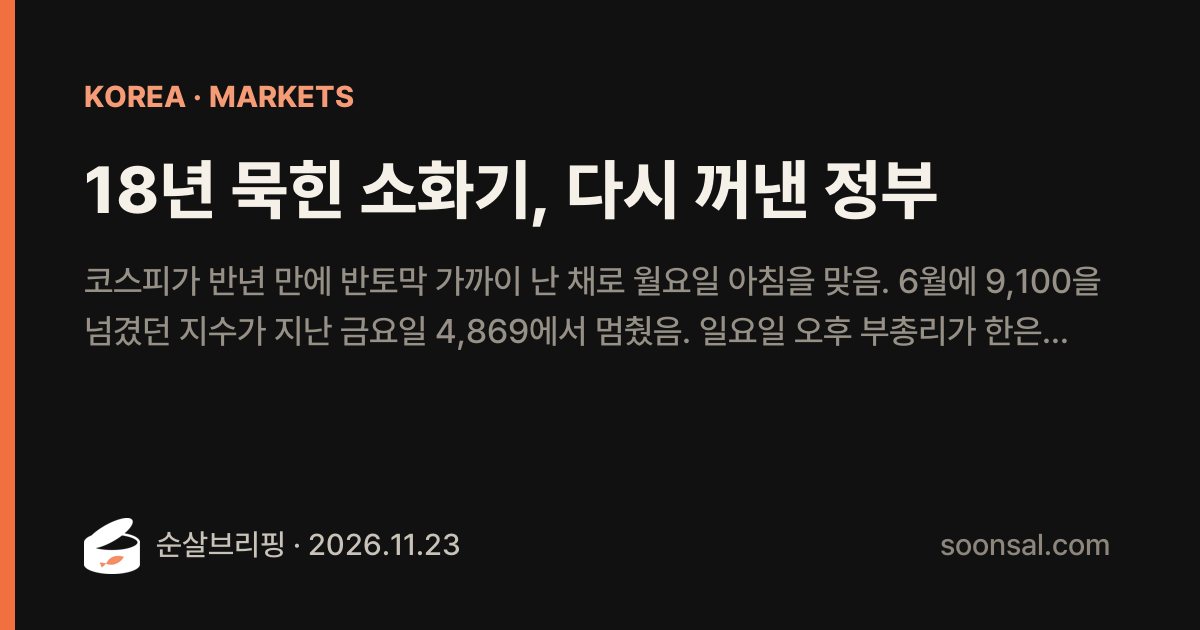 KOREA · MARKETS
18년 묵힌 소화기, 다시 꺼낸 정부
코스피가 반년 만에 반토막 가까이 난 채로 월요일 아침을 맞음. 6월에 9,100을
넘겼던 지수가 지난 금요일 4,869에서 멈췄음. 일요일 오후 부총리가 한은...
순살브리핑 · 2026.11.23
soonsal.com